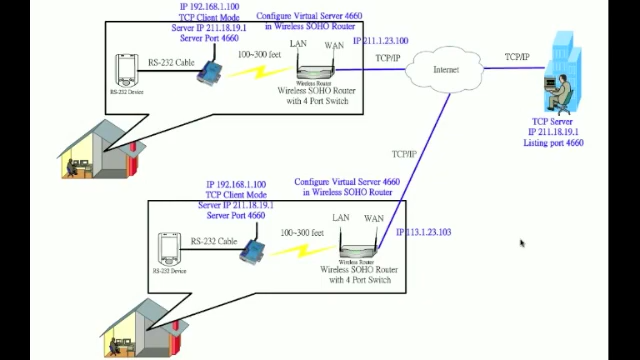 IP 192.168.1.100
TCP Client Mode
Server IP 211.18.19.1
Server Port 4660
Configure Virtual Server 4660
in Wireless SOHO Router
LAN
WAN
IP 211.1.23.100
RS-232 Cable
100~300 feet
TCP/IP
Internet
TCP/IP
RS-232 Device
Wireless Router
Wireless SOHO Router
with 4 Port Switch
TCP Server
IP 211.18.19.1
Listing port 4660
TCP/IP
IP 192.168.1.100
TCP Client Mode
Server IP 211.18.19.1
Server Port 4660
Configure Virtual Server 4660
in Wireless SOHO Router
LAN
WAN
IP 113.1.23.103
RS-232 Cable
100~300 feet
RS-232 Device
Wireless Router
Wireless SOHO Router
with 4 Port Switch